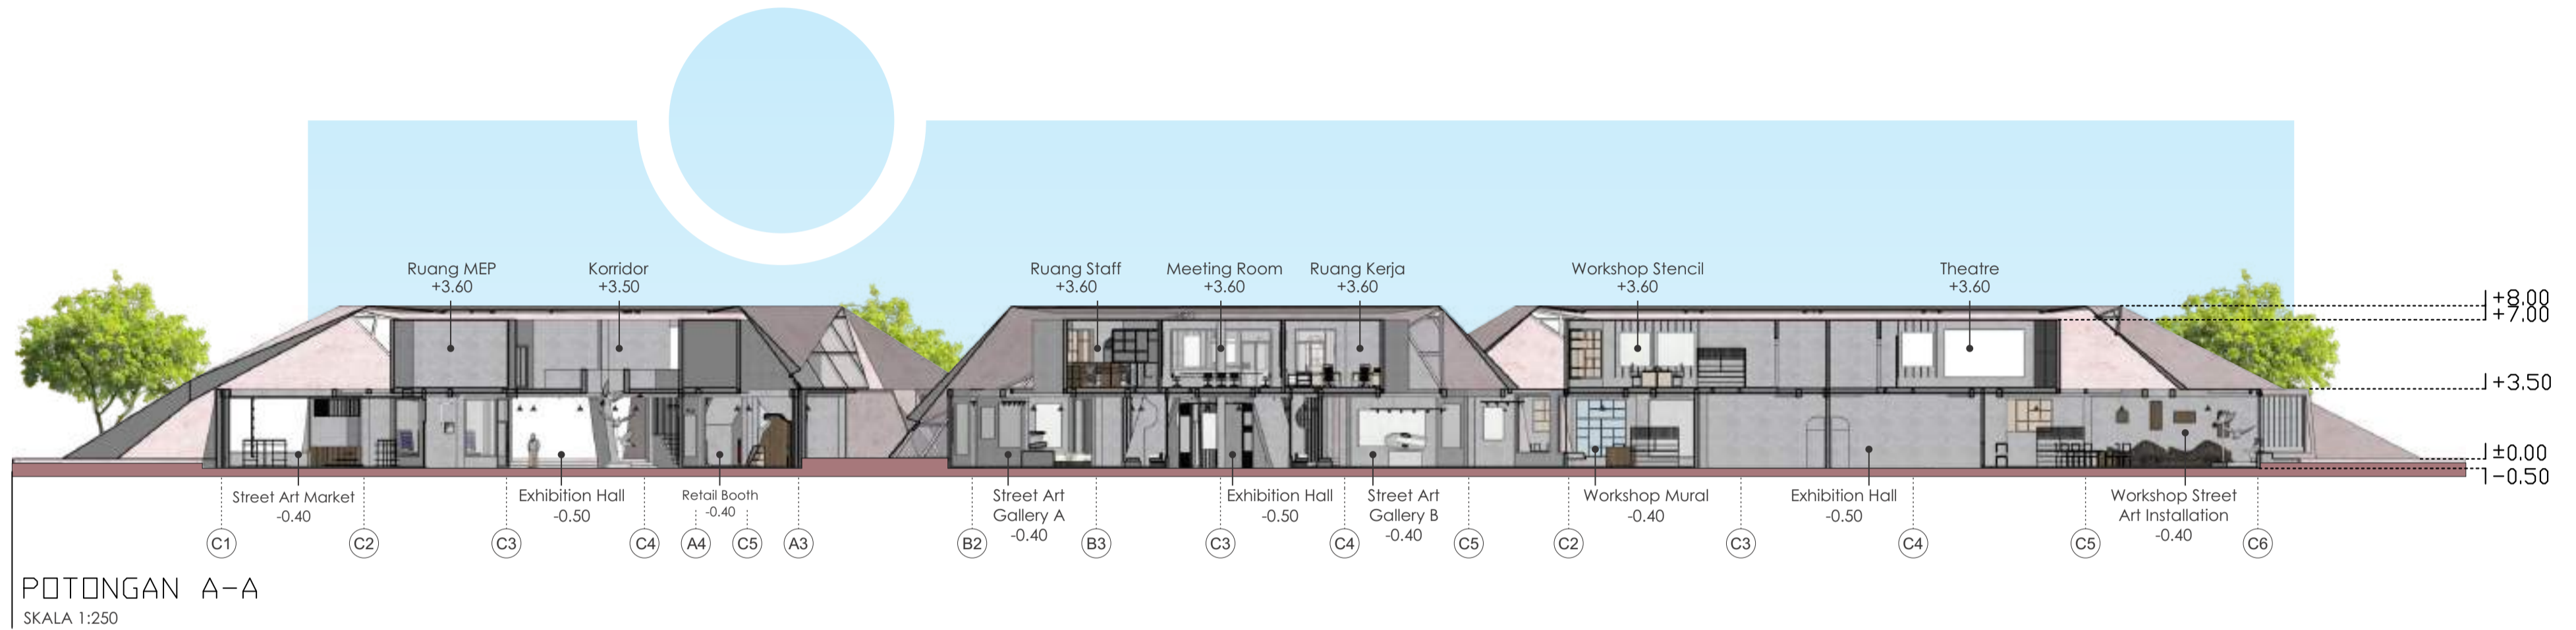 Ruang MEP
+3.60
Korridor
+3.50
Ruang Staff
+3.60
Meeting Room
+3.60
Ruang Kerja
+3.60
Workshop Stencil
+3.60
Theatre
+3.60
+8,00
+7,00
+3,50
±0,00
-0,50
Street Art Market
-0.40
Exhibition Hall
-0.50
Retail Booth
-0.40
Street Art
Gallery A
-0.40
Exhibition Hall
-0.50
Street Art
Gallery B
-0.40
Workshop Mural
-0.40
Exhibition Hall
-0.50
Workshop Street
Art Installation
-0.40
C1
C2
C3
C4
A4
C5
A3
B2
B3
C3
C4
C5
C2
C3
C4
C5
C6
POTONGAN A-A
SKALA 1:250